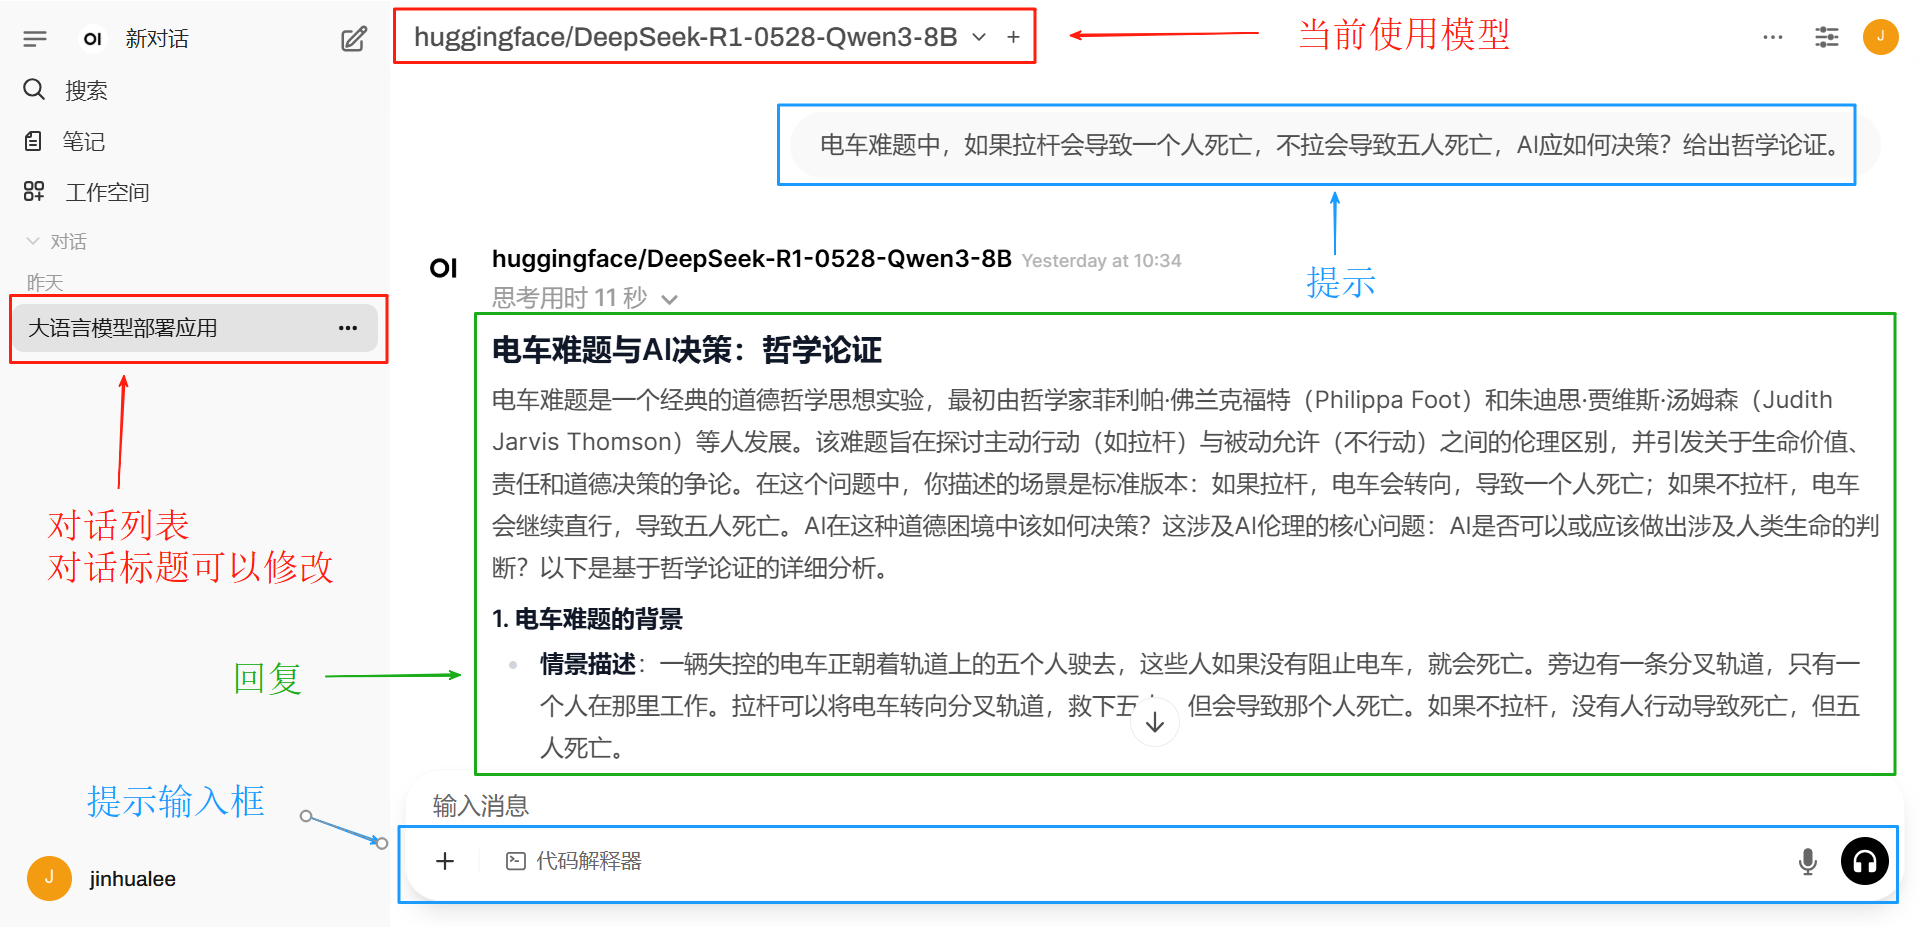 OI 新对话
搜索
笔记
工作空间
对话
昨天
大语言模型部署应用
对话列表
对话标题可以修改
回复
提示输入框
J jinhualee
huggingface/DeepSeek-R1-0528-Qwen3-8B
当前使用模型
J
电车难题中，如果拉杆会导致一个人死亡，不拉会导致五人死亡，AI应如何决策？给出哲学论证。
提示
OI huggingface/DeepSeek-R1-0528-Qwen3-8B Yesterday at 10:34
思考用时 11 秒
电车难题与AI决策：哲学论证
电车难题是一个经典的道德哲学思想实验，最初由哲学家菲利帕·佛兰克福特（Philippa Foot）和朱迪思·贾维斯·汤姆森（Judith
Jarvis Thomson）等人发展。该难题旨在探讨主动行动（如拉杆）与被动允许（不行动）之间的伦理区别，并引发关于生命价值、
责任和道德决策的争论。在这个问题中，你描述的场景是标准版本：如果拉杆，电车会转向，导致一个人死亡；如果不拉杆，电车
会继续直行，导致五人死亡。AI在这种道德困境中该如何决策？这涉及AI伦理的核心问题：AI是否可以或应该做出涉及人类生命的判
断？以下是基于哲学论证的详细分析。
1. 电车难题的背景
情景描述：一辆失控的电车正朝着轨道上的五个人驶去，这些人如果没有阻止电车，就会死亡。旁边有一条分叉轨道，只有一
个人在那里工作。拉杆可以将电车转向分叉轨道，救下五 但会导致那个人死亡。如果不拉杆，没有人行动导致死亡，但五
人死亡。
输入消息
代码解释器